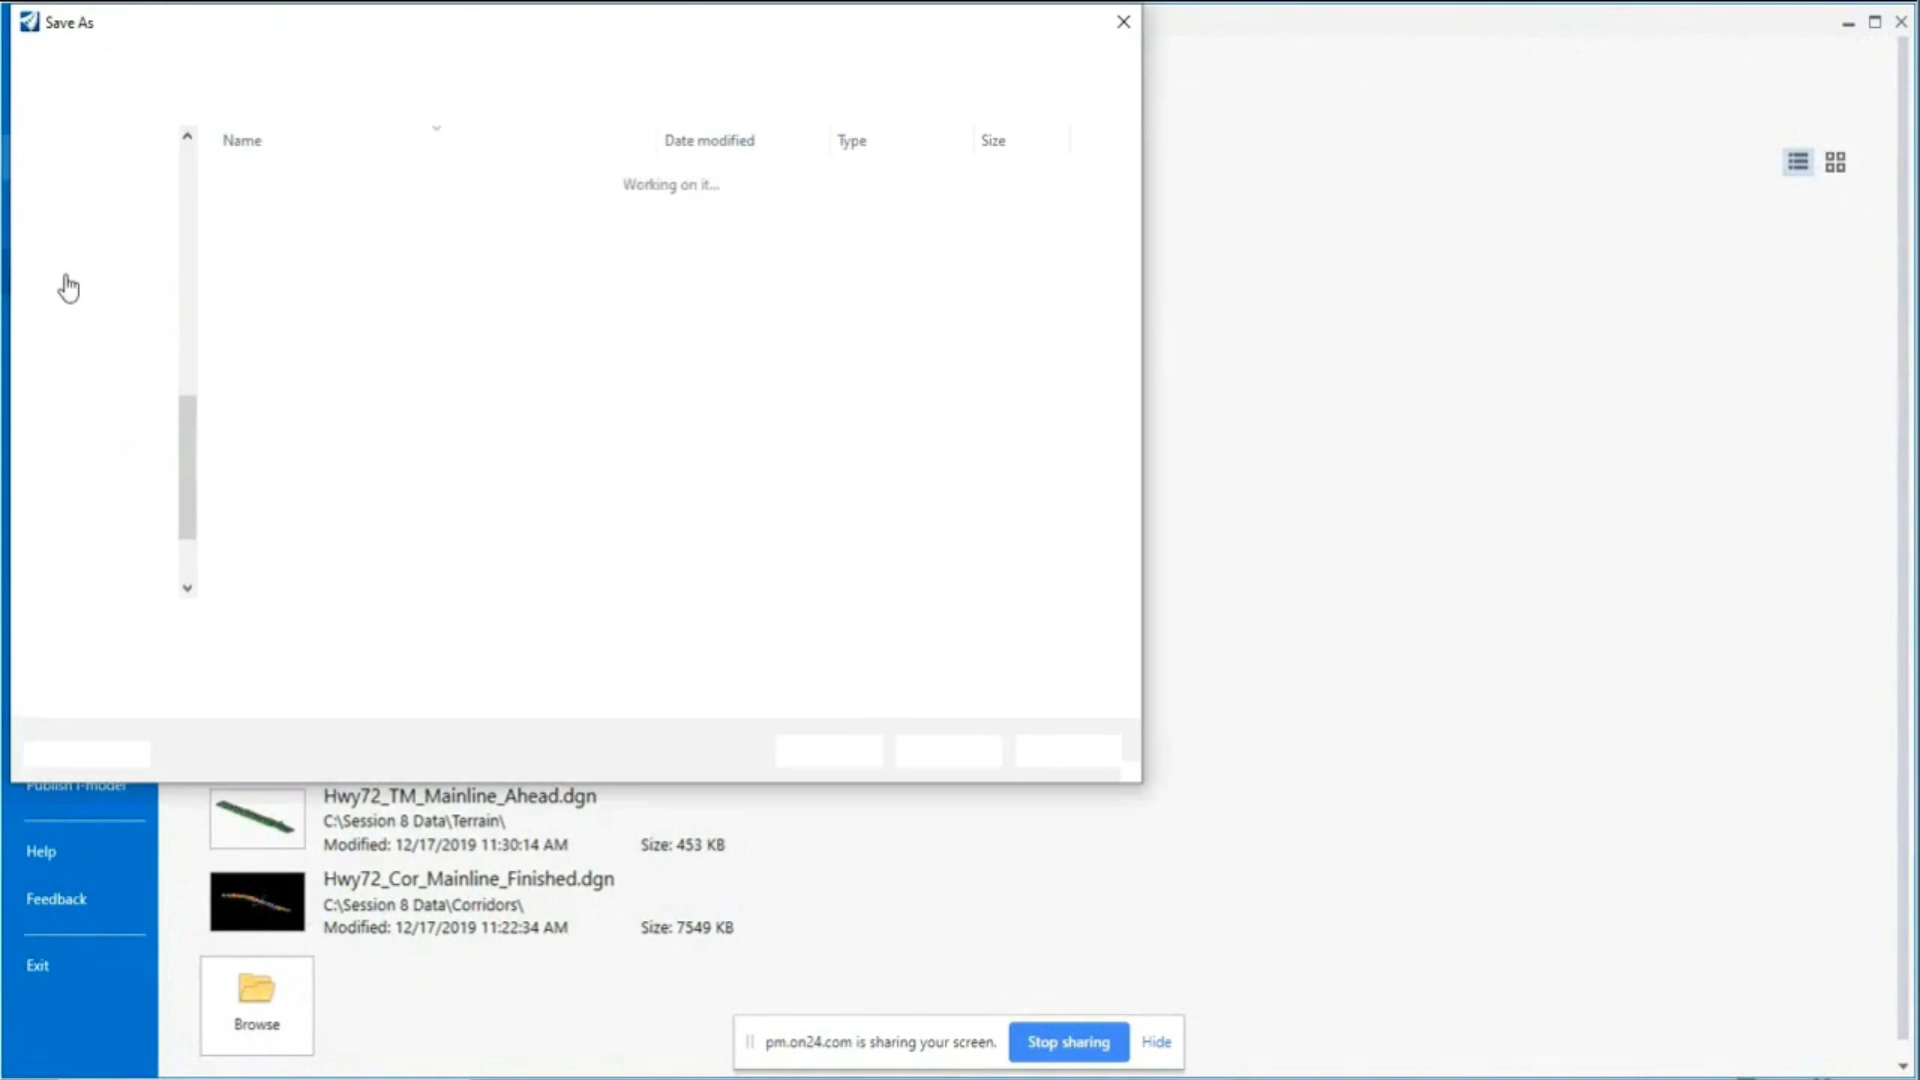 Save As
Name
Date modified
Type
Size
Working on it...
Publish i-model
Hwy72_TM_Mainline_Ahead.dgn
C:\Session 8 Data\Terrain\
Modified: 12/17/2019 11:30:14 AM Size: 453 KB
Help
Hwy72_Cor_Mainline_Finished.dgn
Feedback
C:\Session 8 Data\Corridors\
Modified: 12/17/2019 11:22:34 AM Size: 7549 KB
Exit
Browse
pm.on24.com is sharing your screen. Stop sharing Hide